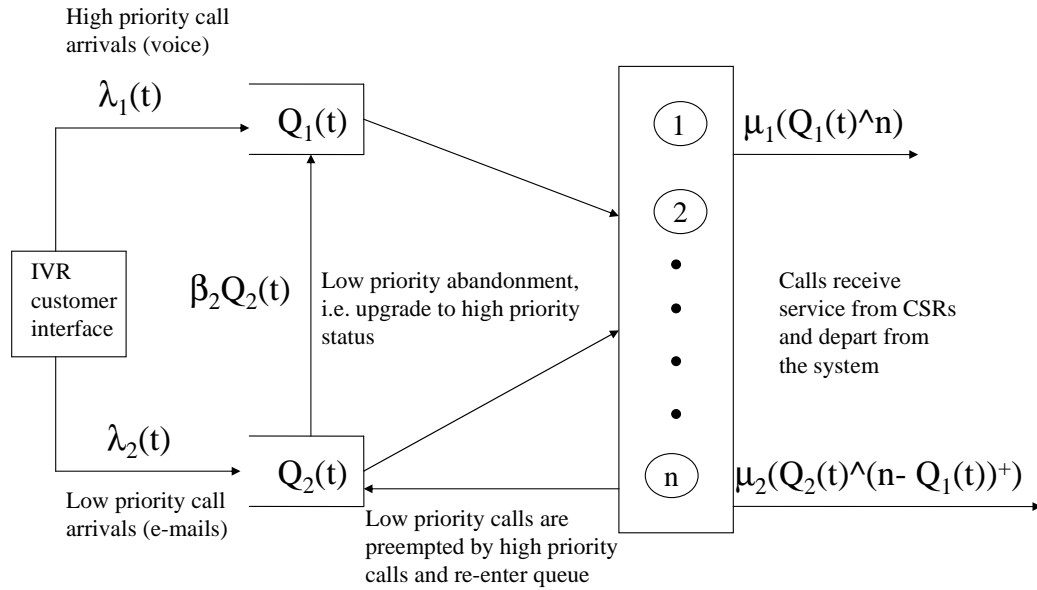 High priority call
arrivals (voice)
λ₁(t)
Q₁(t)
1
μ₁(Q₁(t)^n)
2
IVR
customer
interface
β₂Q₂(t)
Low priority abandonment,
i.e. upgrade to high priority
status
Calls receive
service from CSRs
and depart from
the system
λ₂(t)
Q₂(t)
n
μ₂(Q₂(t)^(n- Q₁(t))⁺)
Low priority call
arrivals (e-mails)
Low priority calls are
preempted by high priority
calls and re-enter queue